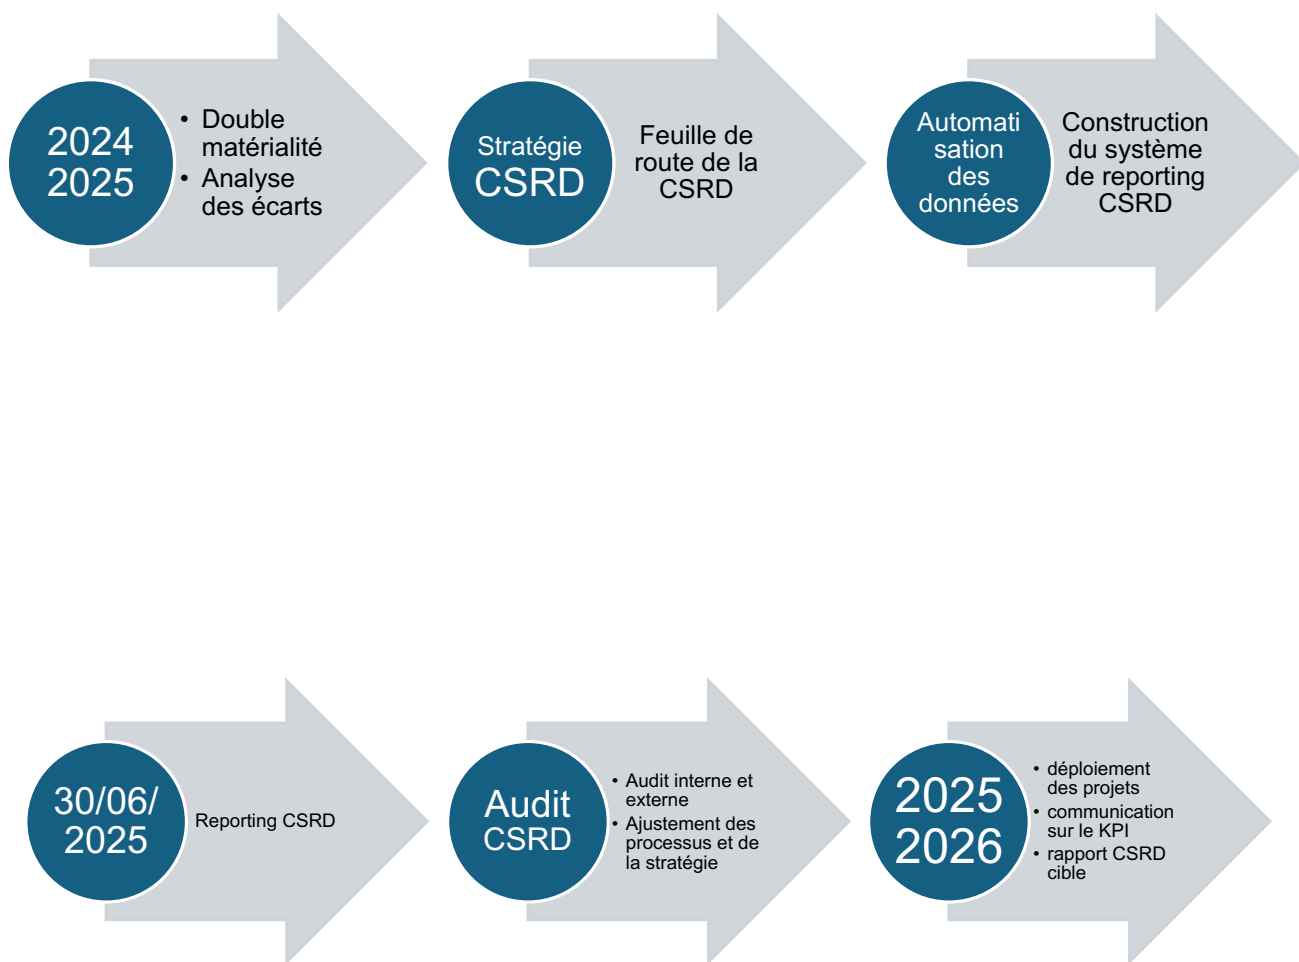 2024
2025
• Double
matérialité
• Analyse
des écarts
Stratégie
CSRD
Feuille de
route de la
CSRD
Automati
sation
des
données
Construction
du système
de reporting
CSRD
30/06/
2025
Reporting CSRD
Audit
CSRD
• Audit interne et
externe
• Ajustement des
processus et de
la stratégie
2025
2026
• déploiement
des projets
• communication
sur le KPI
• rapport CSRD
cible